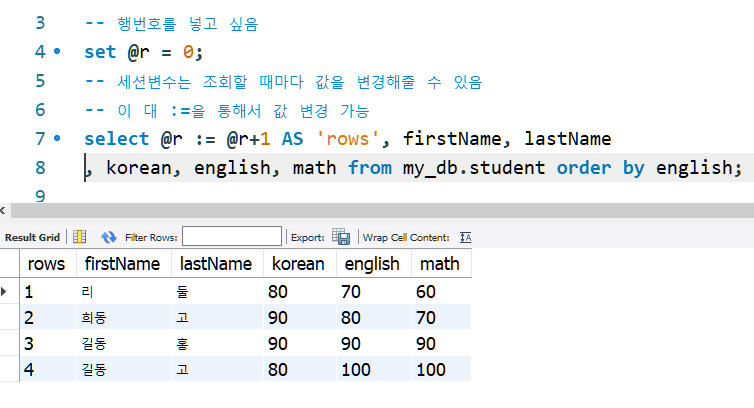 3 -- 행번호를 넣고 싶음
4 set @r = 0;
5 -- 세션변수는 조회할 때마다 값을 변경해줄 수 있음
6 -- 이 대 :=을 통해서 값 변경 가능
7 select @r := @r+1 AS 'rows', firstName, lastName
8 , korean, english, math from my_db.student order by english;
9
Result Grid Filter Rows: Export: Wrap Cell Content:
rows firstName lastName korean english math
1 리 둘 80 70 60
2 희동 고 90 80 70
3 길동 홍 90 90 90
4 길동 고 80 100 100